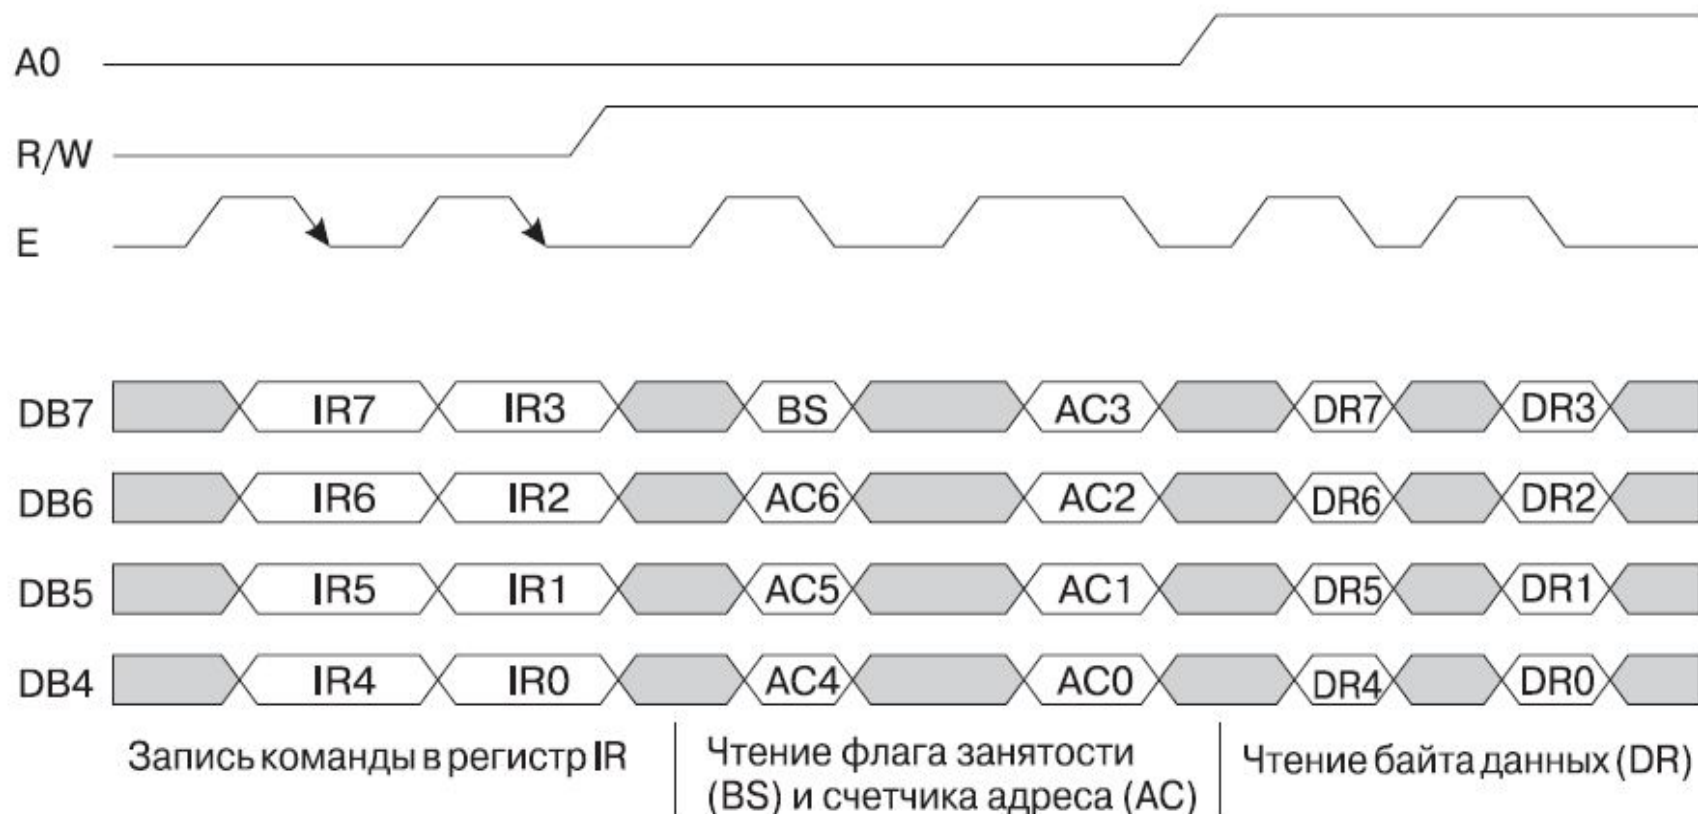 A0
R/W
E
DB7 IR7 IR3 BS AC3 DR7 DR3
DB6 IR6 IR2 AC6 AC2 DR6 DR2
DB5 IR5 IR1 AC5 AC1 DR5 DR1
DB4 IR4 IR0 AC4 AC0 DR4 DR0
Запись команды в регистр IR
Чтение флага занятости
(BS) и счетчика адреса (AC)
Чтение байта данных (DR)